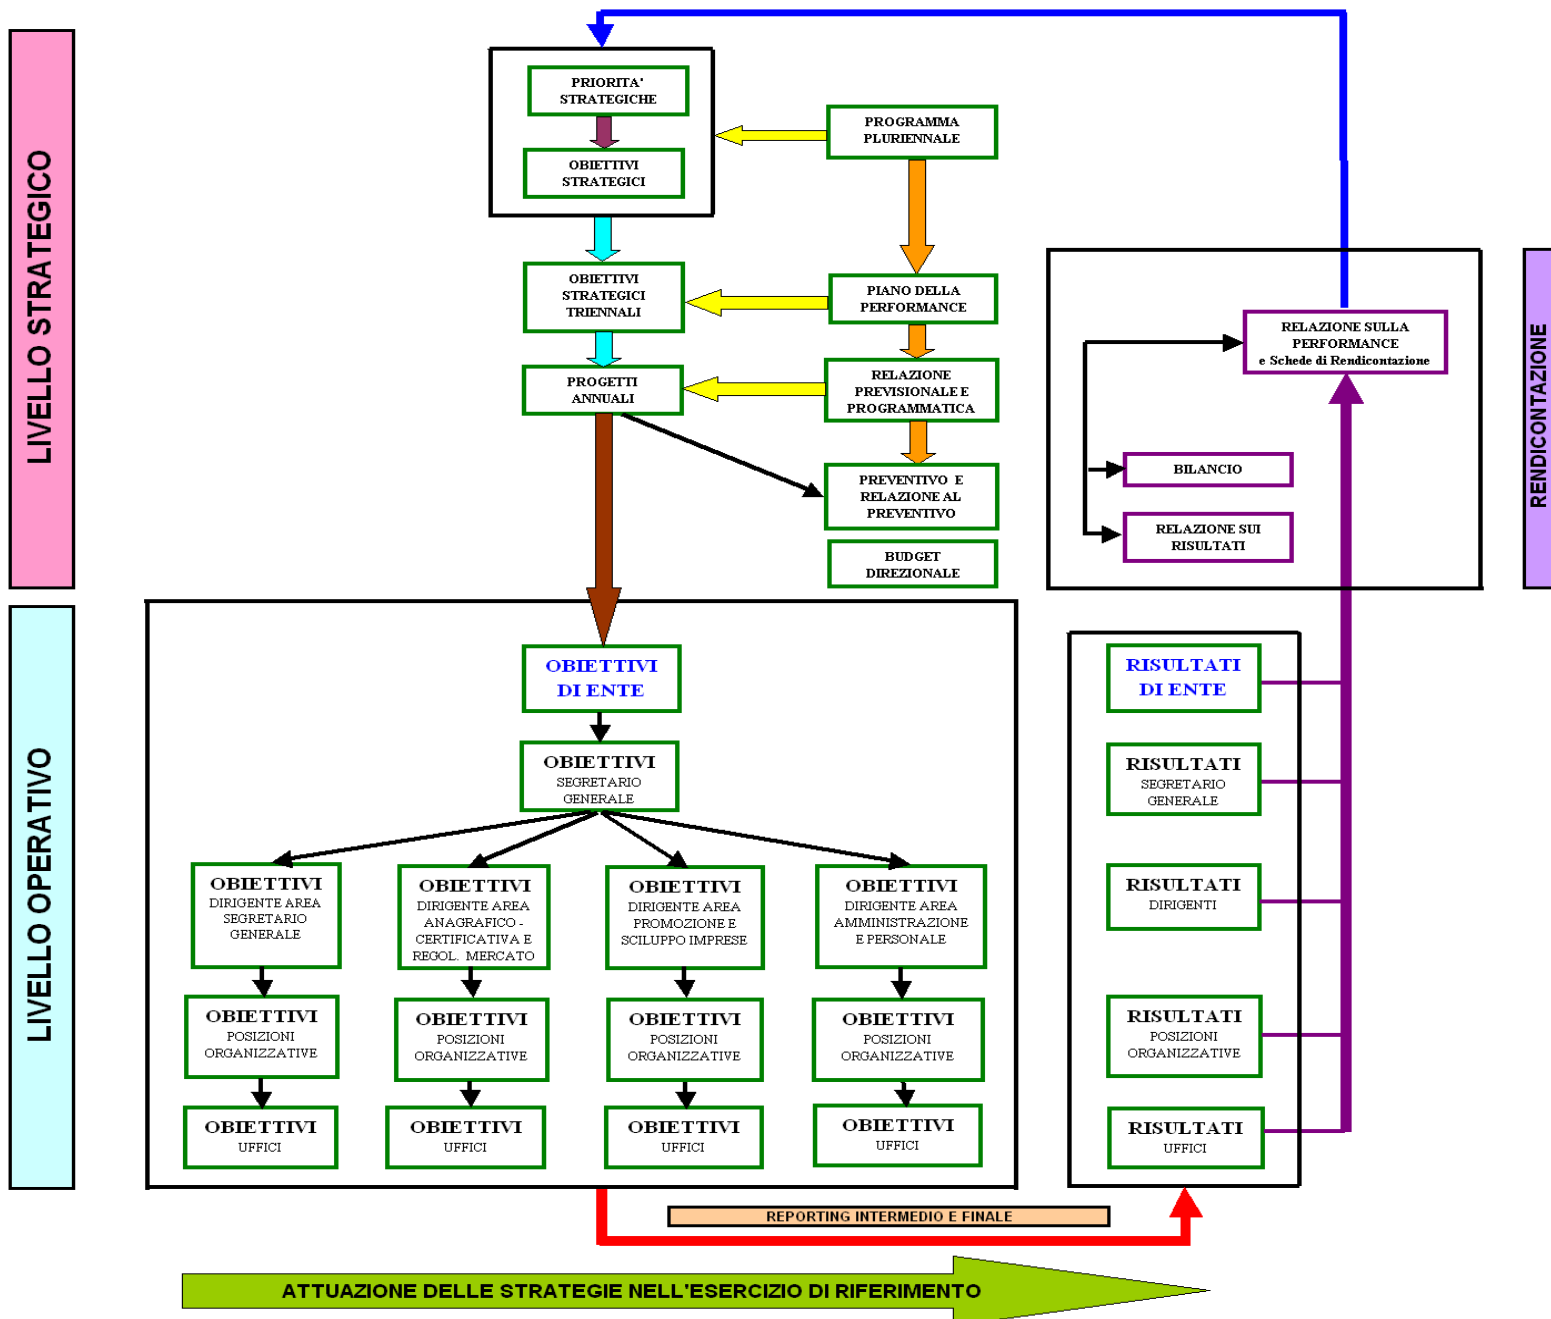 LIVELLO STRATEGICO
PRIORITA'
STRATEGICHE
OBIETTIVI
STRATEGICI
PROGRAMMA
PLURIENNALE
OBIETTIVI
STRATEGICI
TRIENNALI
PIANO DELLA
PERFORMANCE
PROGETTI
ANNUALI
RELAZIONE
PREVISIONALE E
PROGRAMMATICA
PREVENTIVO E
RELAZIONE AL
PREVENTIVO
BUDGET
DIREZIONALE
RENDICONTAZIONE
RELAZIONE SULLA
PERFORMANCE
e Schede di Rendicontazione
BILANCIO
RELAZIONE SUI
RISULTATI
LIVELLO OPERATIVO
OBIETTIVI
DI ENTE
OBIETTIVI
SEGRETARIO
GENERALE
OBIETTIVI
DIRIGENTE AREA
SEGRETARIO
GENERALE
OBIETTIVI
DIRIGENTE AREA
ANAGRAFICO -
CERTIFICATIVA E
REGOL. MERCATO
OBIETTIVI
DIRIGENTE AREA
PROMOZIONE E
SCILUPPO IMPRESE
OBIETTIVI
DIRIGENTE AREA
AMMINISTRAZIONE
E PERSONALE
OBIETTIVI
POSIZIONI
ORGANIZZATIVE
OBIETTIVI
POSIZIONI
ORGANIZZATIVE
OBIETTIVI
POSIZIONI
ORGANIZZATIVE
OBIETTIVI
POSIZIONI
ORGANIZZATIVE
OBIETTIVI
UFFICI
OBIETTIVI
UFFICI
OBIETTIVI
UFFICI
OBIETTIVI
UFFICI
RISULTATI
DI ENTE
RISULTATI
SEGRETARIO
GENERALE
RISULTATI
DIRIGENTI
RISULTATI
POSIZIONI
ORGANIZZATIVE
RISULTATI
UFFICI
REPORTING INTERMEDIO E FINALE
ATTUAZIONE DELLE STRATEGIE NELL'ESERCIZIO DI RIFERIMENTO